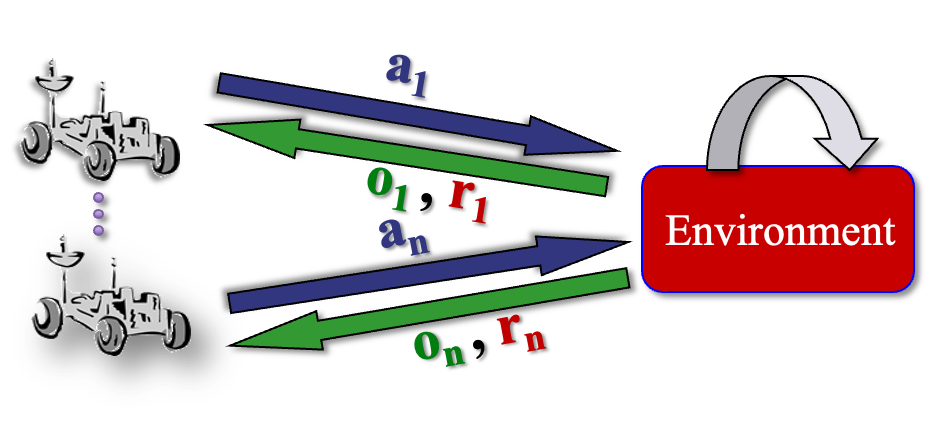 a1
o1, r1
an
on, rn
Environment